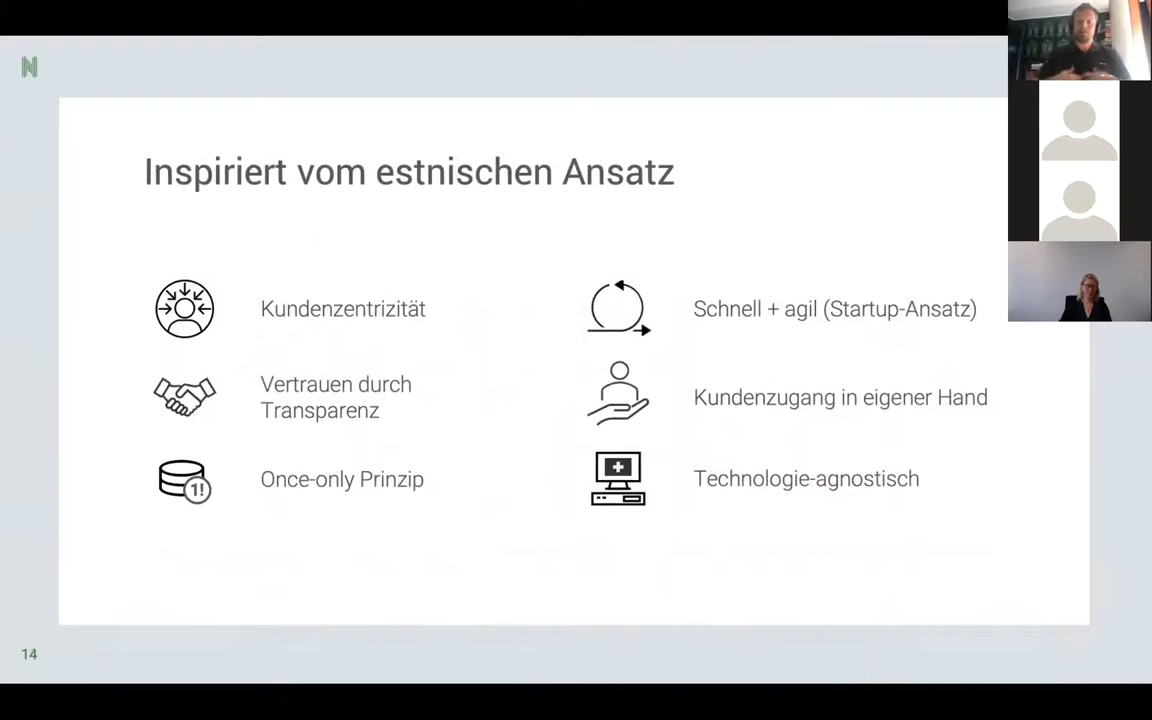 N
Inspiriert vom estnischen Ansatz
Kundenzentrizität
Vertrauen durch
Transparenz
1!
Once-only Prinzip
Schnell + agil (Startup-Ansatz)
Kundenzugang in eigener Hand
Technologie-agnostisch
14